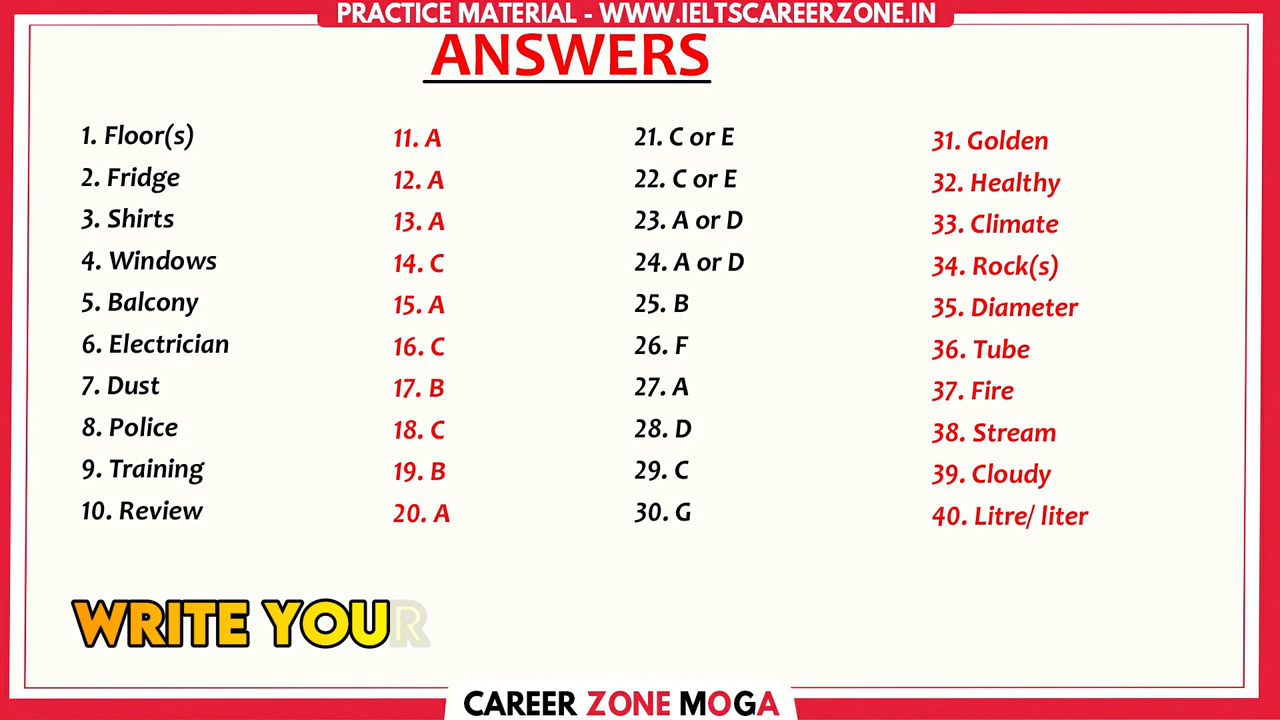 PRACTICE MATERIAL - WWW.IELTSCAREERZONE.IN
ANSWERS
1. Floor(s)
2. Fridge
3. Shirts
4. Windows
5. Balcony
6. Electrician
7. Dust
8. Police
9. Training
10. Review
11. A
12. A
13. A
14. C
15. A
16. C
17. B
18. C
19. B
20. A
21. C or E
22. C or E
23. A or D
24. A or D
25. B
26. F
27. A
28. D
29. C
30. G
31. Golden
32. Healthy
33. Climate
34. Rock(s)
35. Diameter
36. Tube
37. Fire
38. Stream
39. Cloudy
40. Litre/ liter
WRITE YOUR
CAREER ZONE MOGA